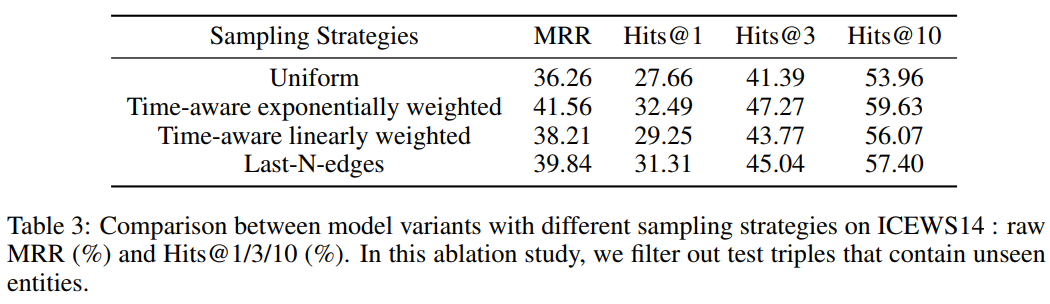 Sampling Strategies MRR Hits@1 Hits@3 Hits@10
Uniform 36.26 27.66 41.39 53.96
Time-aware exponentially weighted 41.56 32.49 47.27 59.63
Time-aware linearly weighted 38.21 29.25 43.77 56.07
Last-N-edges 39.84 31.31 45.04 57.40
Table 3: Comparison between model variants with different sampling strategies on ICEWS14 : raw
MRR (%) and Hits@1/3/10 (%). In this ablation study, we filter out test triples that contain unseen
entities.